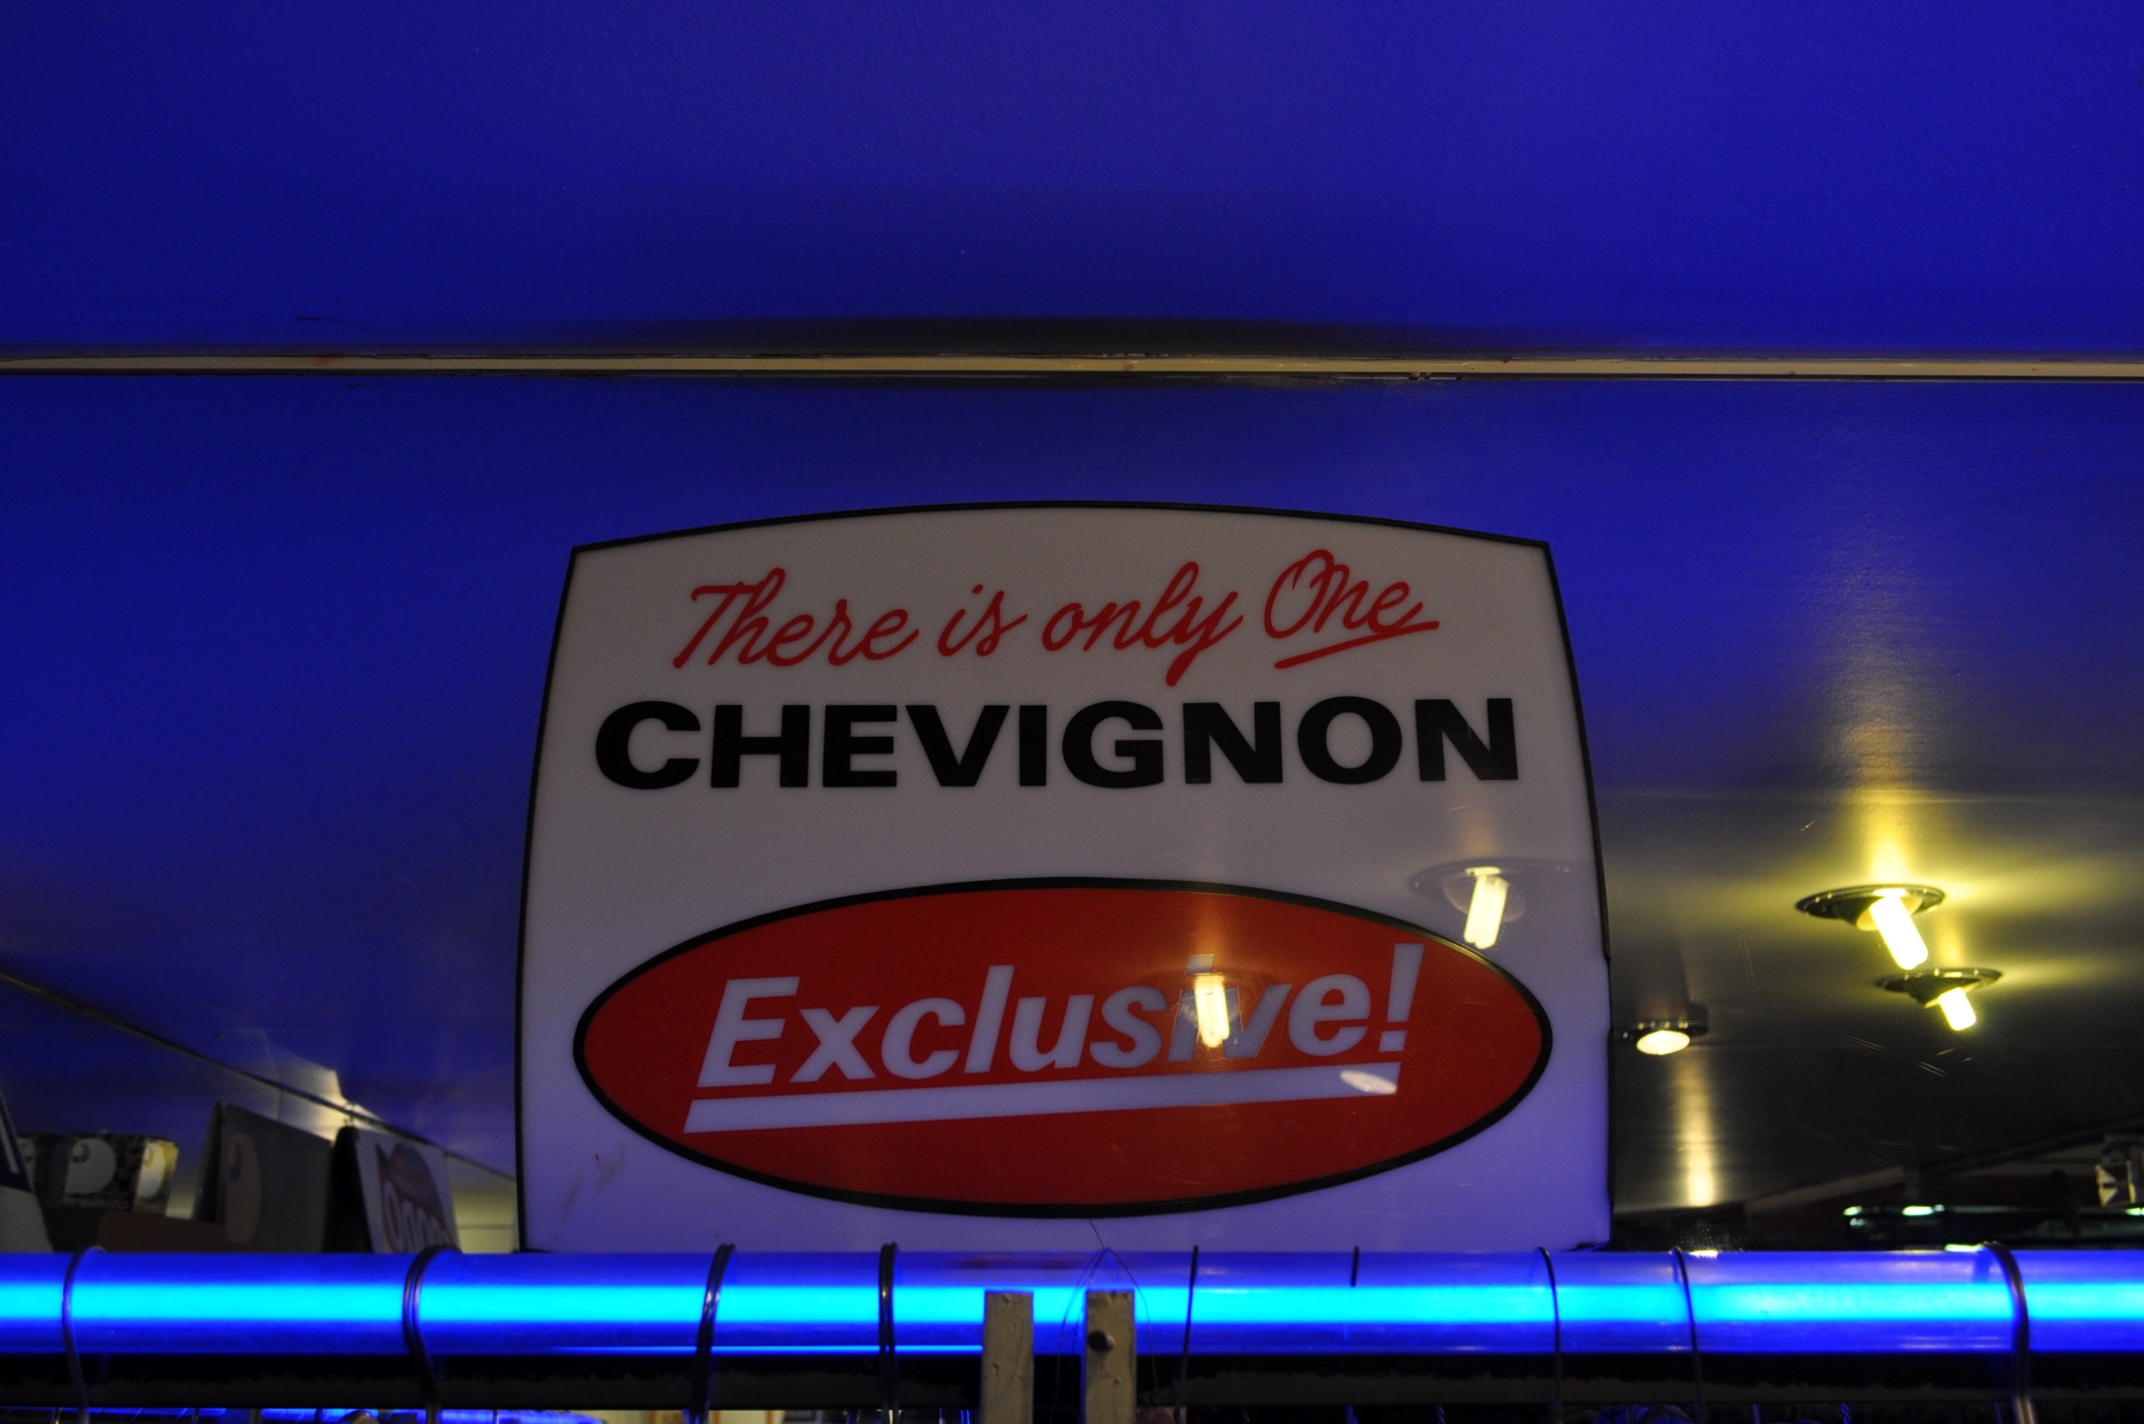 There is only One
CHEVIGNON
Exclusive!